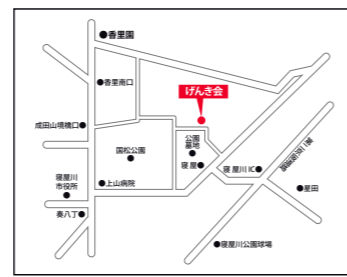 香里園
香里南口
げんき会
成田山境橋口
公園
墓地
国松公園
寝屋
寝屋川IC
寝屋川
市役所
上山病院
星田
秦八丁
寝屋川公園球場